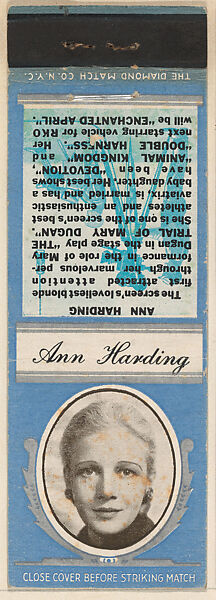 THE DIAMOND MATCH CO. N.Y.C.
ANN HARDING
The screen's loveliest blonde
first attracted attention
through her marvelous per-
formance in the role of Mary
Dugan in the stage play "THE
TRIAL OF MARY DUGAN."
She is one of the screen's best
athletes and an enthusiastic
aviatrix, is married and has a
baby daughter. Her best shows
have been "DEVOTION",
"ANIMAL KINGDOM, and
"DOUBLE HARNESS". Her
next starring vehicle for RKO
will be "ENCHANTED APRIL".
Ann Harding
CLOSE COVER BEFORE STRIKING MATCH